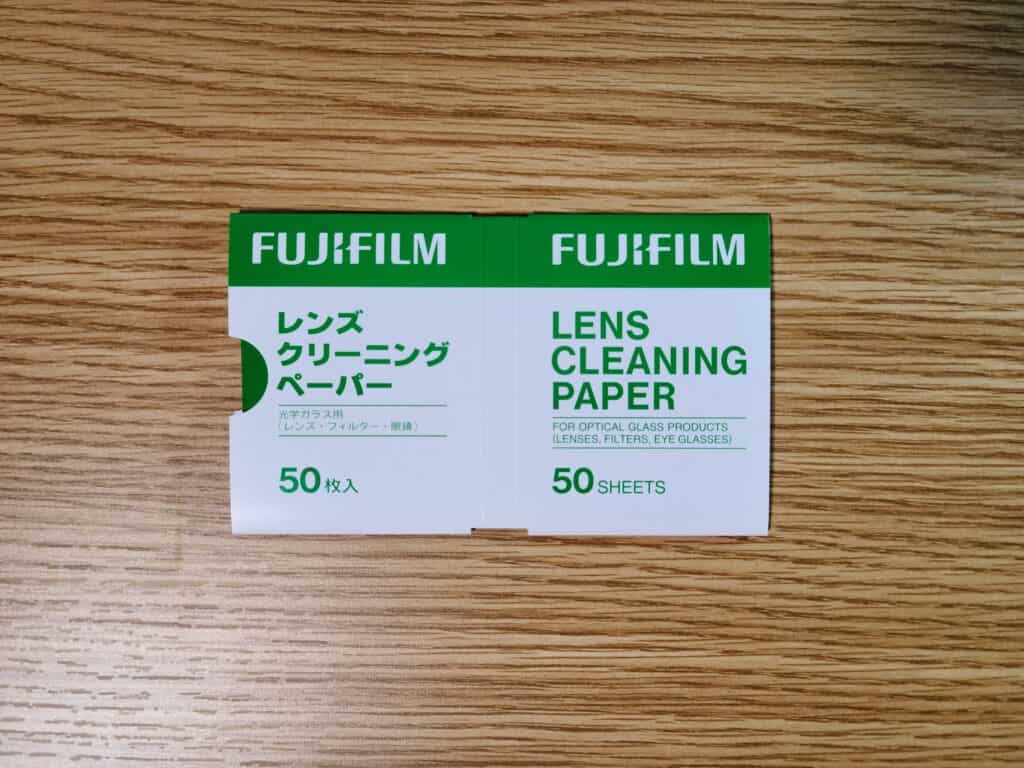 FUJIFILM
レンズ
クリーニング
ペーパー
光学ガラス用
(レンズ・フィルター・眼鏡)
50枚入
FUJIFILM
LENS
CLEANING
PAPER
FOR OPTICAL GLASS PRODUCTS
(LENSES, FILTERS, EYE GLASSES)
50 SHEETS